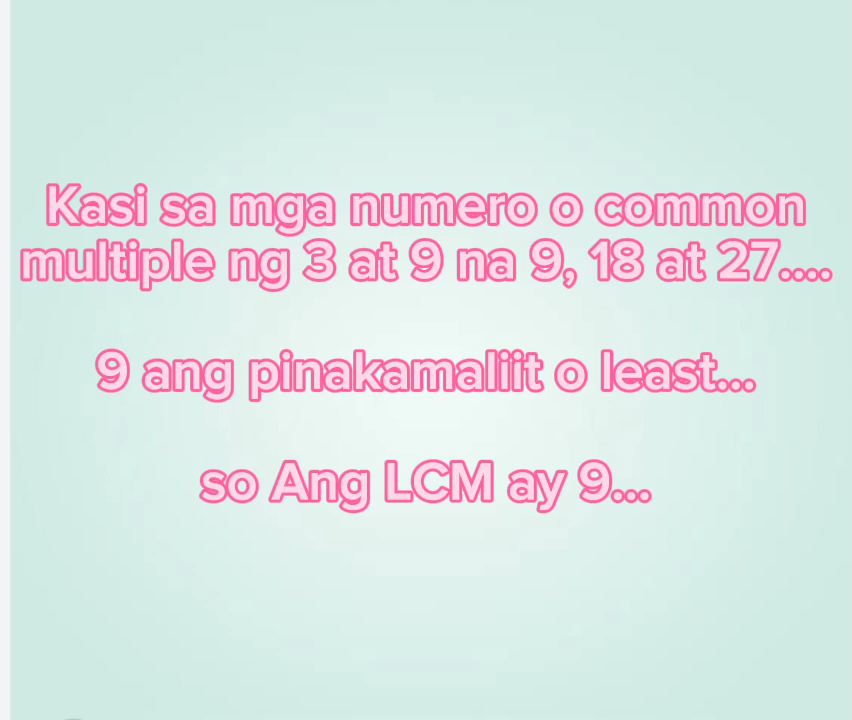 Kasi sa mga numero o common
multiple ng 3 at 9 na 9, 18 at 27....
9 ang pinakamaliit o least...
so Ang LCM ay 9...